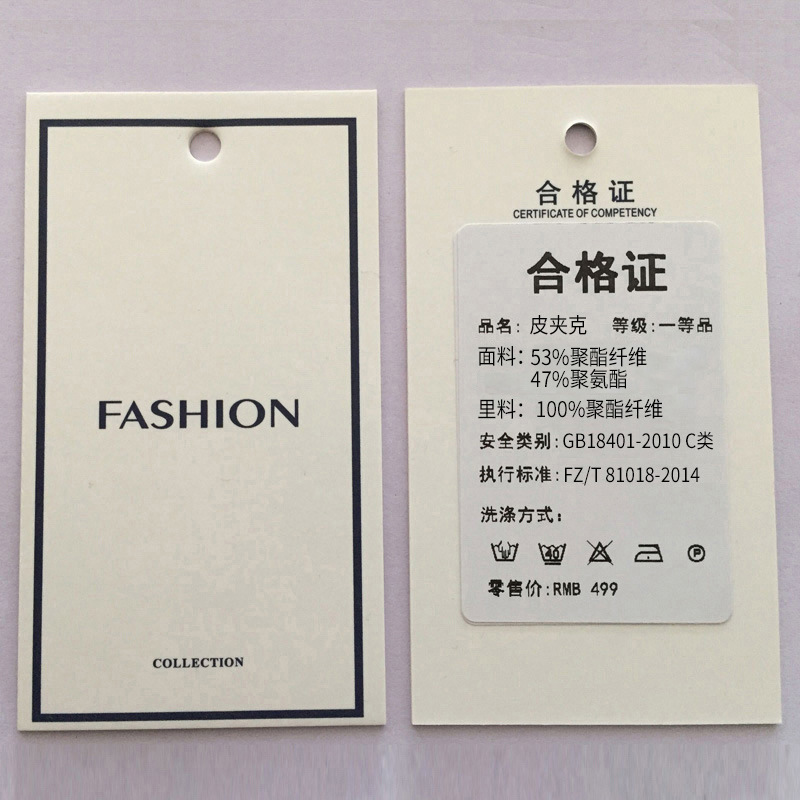 FASHION
COLLECTION
合格证
CERTIFICATE OF COMPETENCY
合格证
品名: 皮夹克 等级:一等品
面料: 53%聚酯纤维
47%聚氨酯
里料: 100%聚酯纤维
安全类别: GB18401-2010 C类
执行标准: FZ/T 81018-2014
洗涤方式:
40
P
零售价:RMB 499